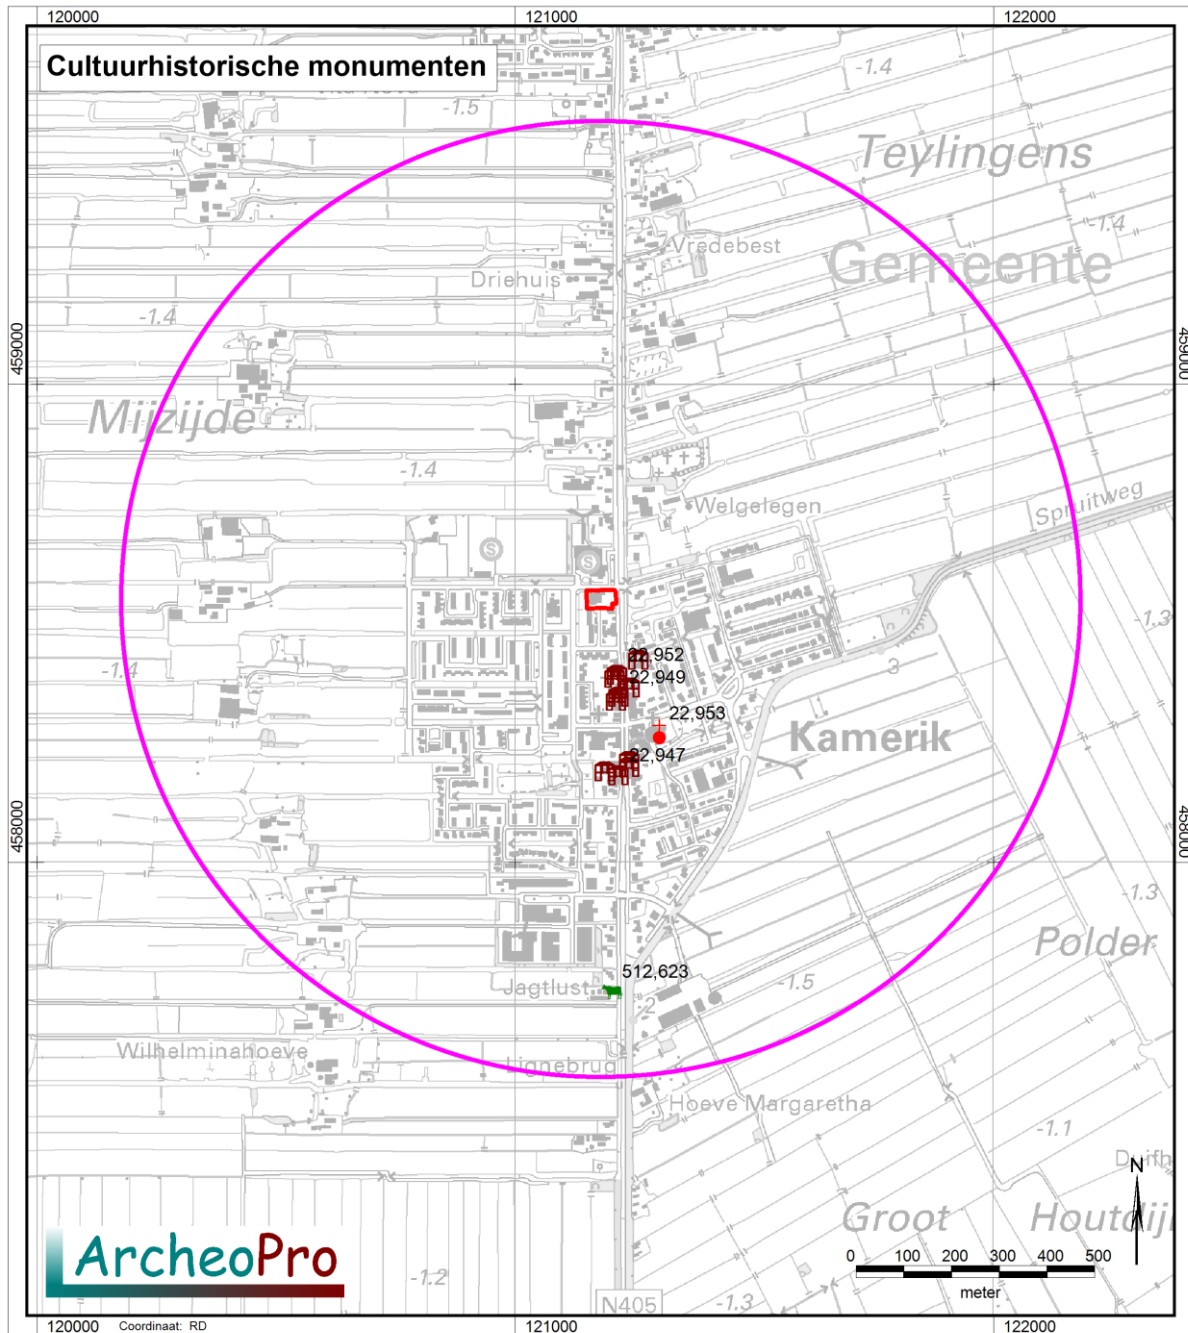 120000
121000
122000
Cultuurhistorische monumenten
-1.4
-1.5
Teylingens
-1.4
Vredebest
Gemeente
Driehuis
-1.4
459000
459000
Mijzijde
-1.4
Welgelegen
Spruitweg
S
S
-1.3
22,952
-1.4
22,949
3
22,953
Kamerik
22,947
458000
458000
-1.3
Polder
512,623
Jagtlust
-1.5
2
Wilhelminahoeve
Lignebrug
Hoeve Margaretha
-1.1
N
Groot
Houtdij
ArcheoPro
0 100 200 300 400 500
meter
-1.2
N405
-1.3
120000
Coordinaat: RD
121000
122000